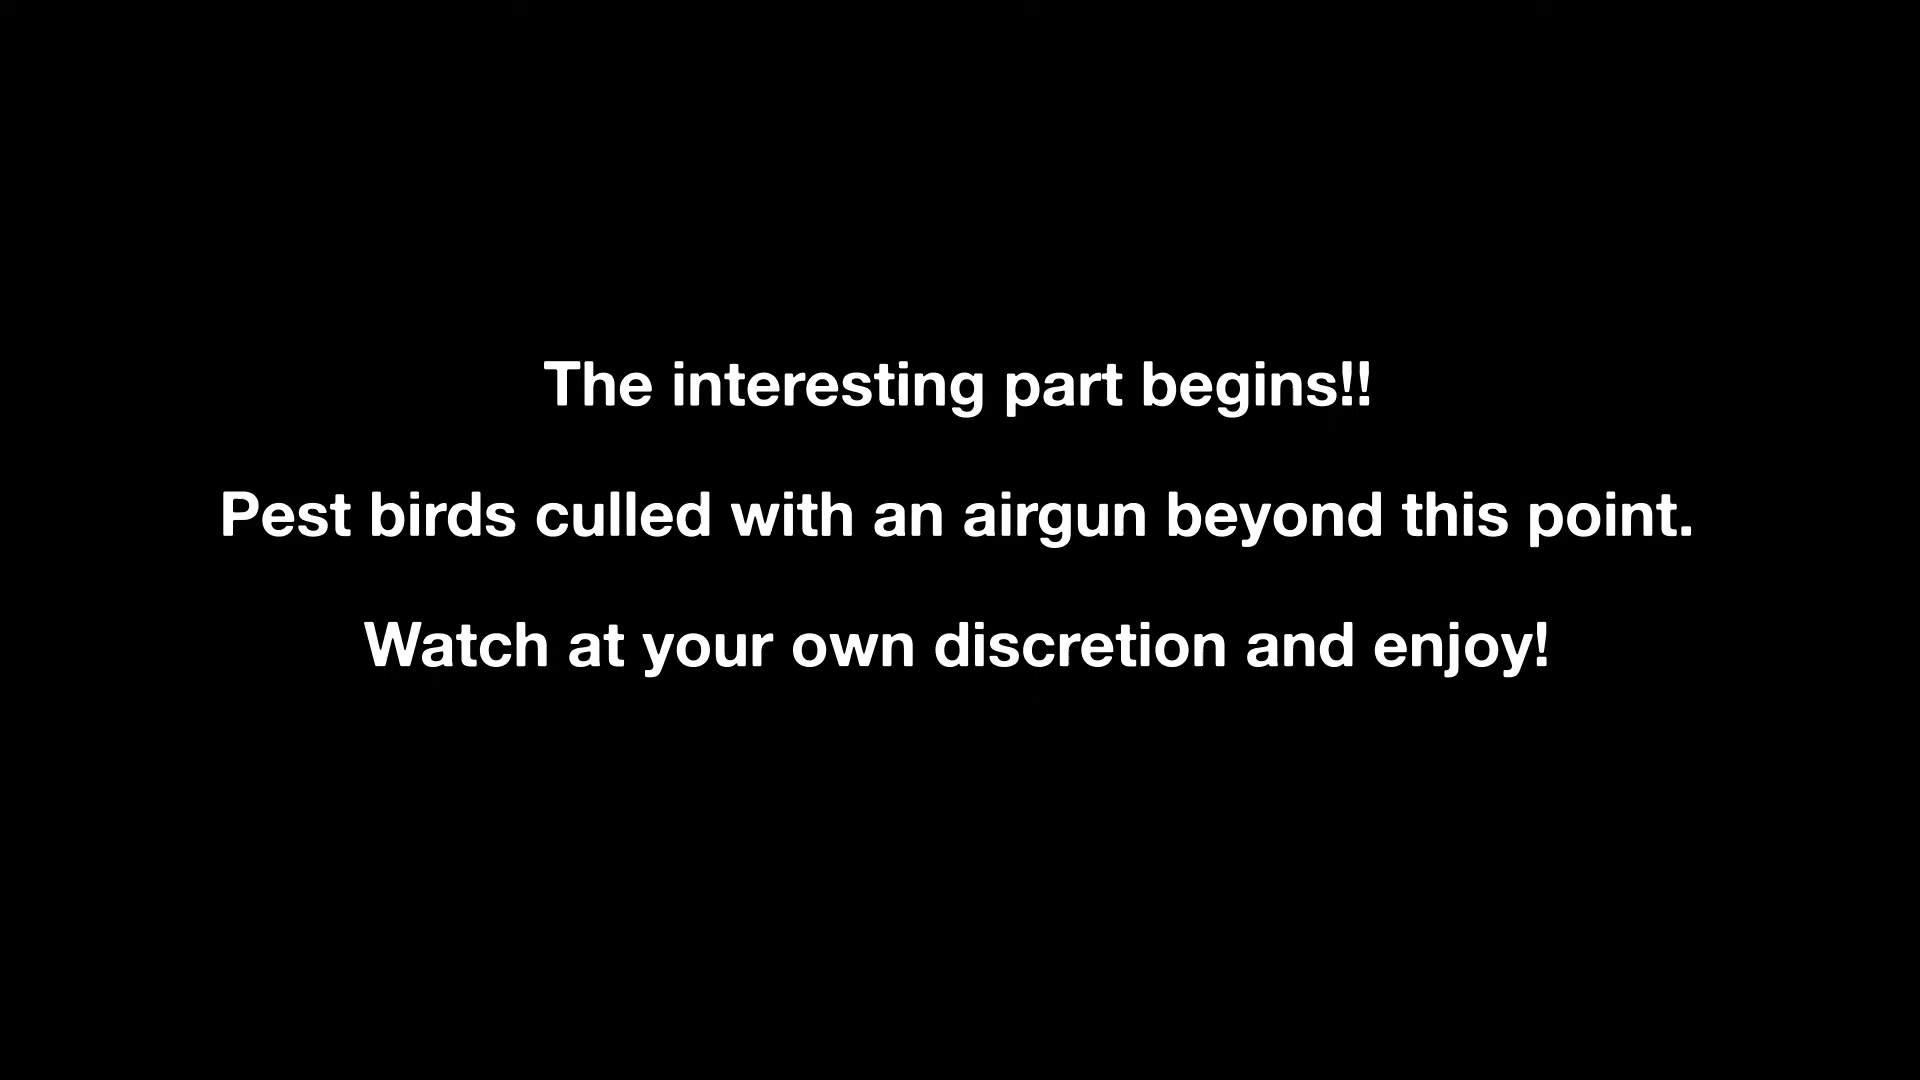 The interesting part begins!!
Pest birds culled with an airgun beyond this point.
Watch at your own discretion and enjoy!